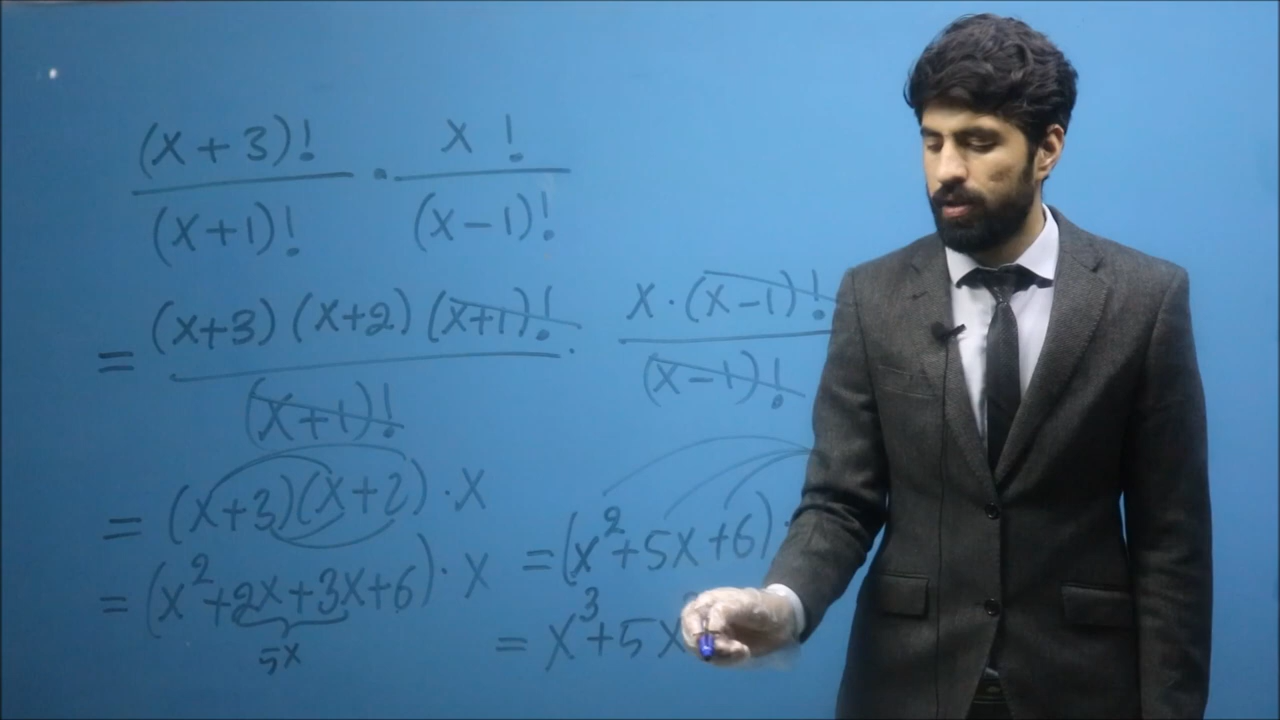 (x+3)! / (x+1)! · x! / (x-1)!
= (x+3)(x+2)(x+1)! / (x+1)! · x·(x-1)! / (x-1)!
= (x+3)(x+2)·x
= (x²+2x+3x+6)·x
5x
= (x²+5x+6)·
= x³+5x